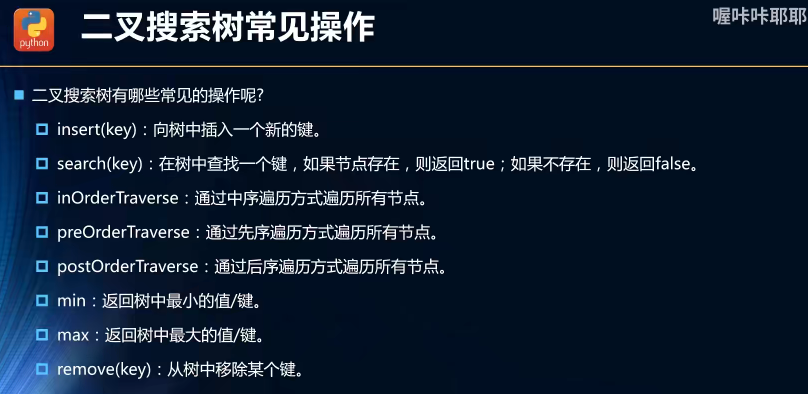 喔咔咔耶耶
python
二叉搜索树常见操作
二叉搜索树有哪些常见的操作呢?
insert(key)：向树中插入一个新的键。
search(key)：在树中查找一个键，如果节点存在，则返回true；如果不存在，则返回false。
inOrderTraverse：通过中序遍历方式遍历所有节点。
preOrderTraverse：通过先序遍历方式遍历所有节点。
postOrderTraverse：通过后序遍历方式遍历所有节点。
min：返回树中最小的值/键。
max：返回树中最大的值/键。
remove(key)：从树中移除某个键。